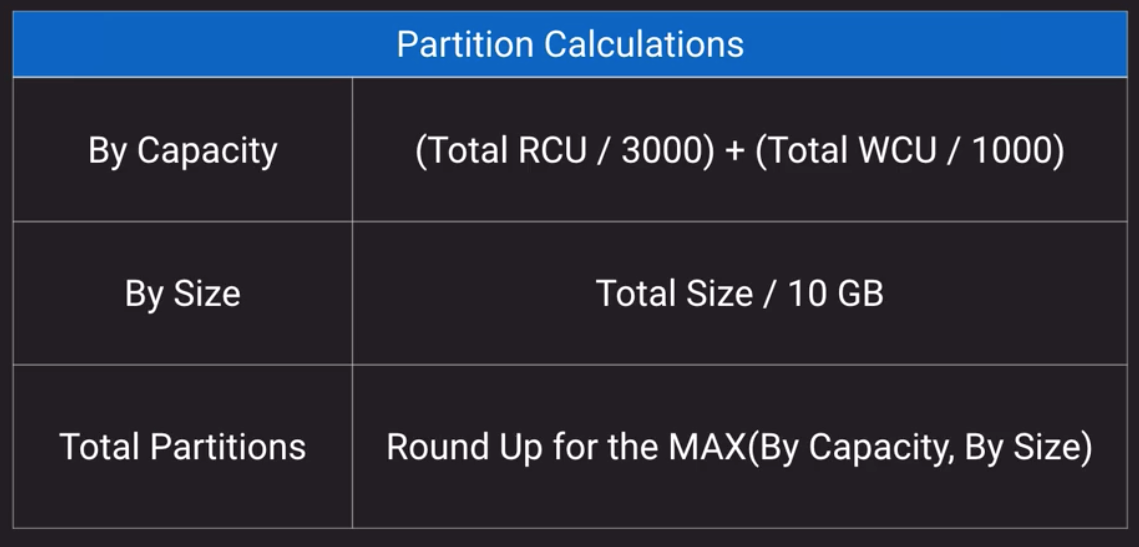 Partition Calculations
By Capacity
(Total RCU / 3000) + (Total WCU / 1000)
By Size
Total Size / 10 GB
Total Partitions
Round Up for the MAX(By Capacity, By Size)